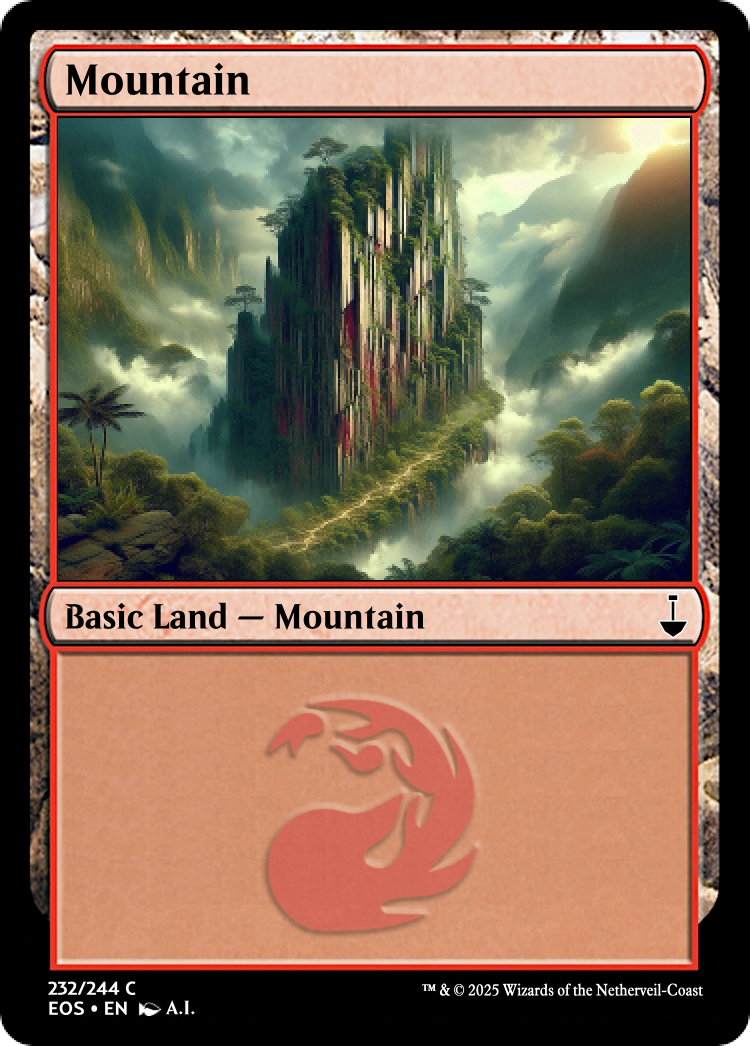 Mountain
Basic Land — Mountain
232/244 C
™ & © 2025 Wizards of the Netherveil-Coast
EOS • EN A.I.